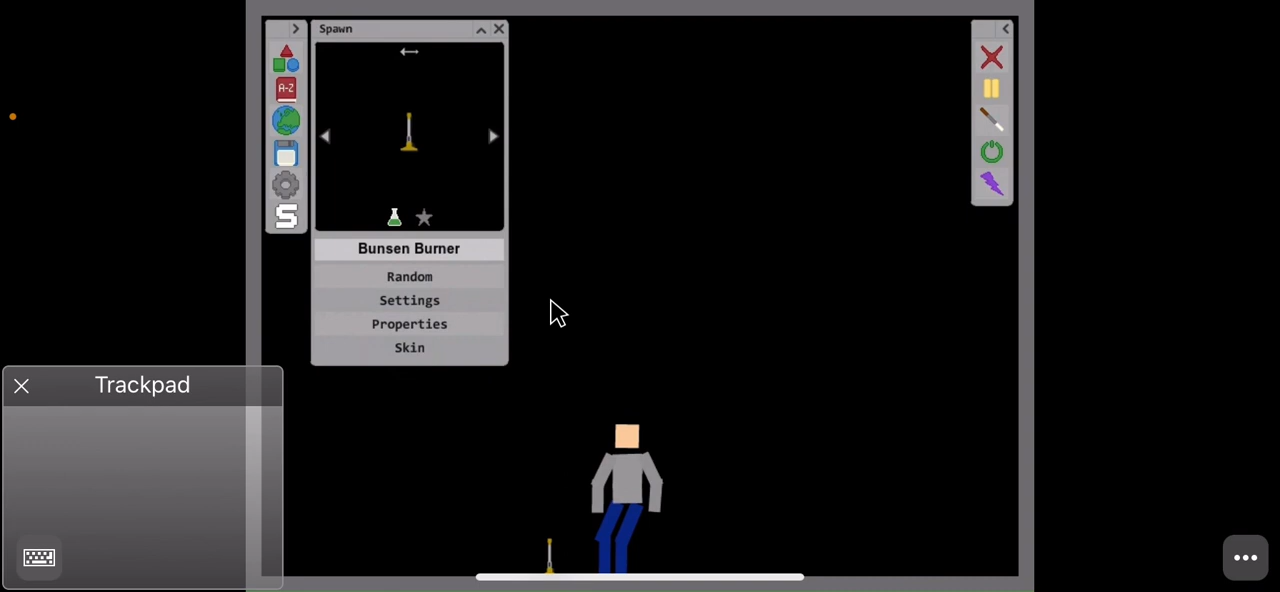 Spawn
A-Z
Bunsen Burner
Random
Settings
Properties
Skin
Trackpad
S